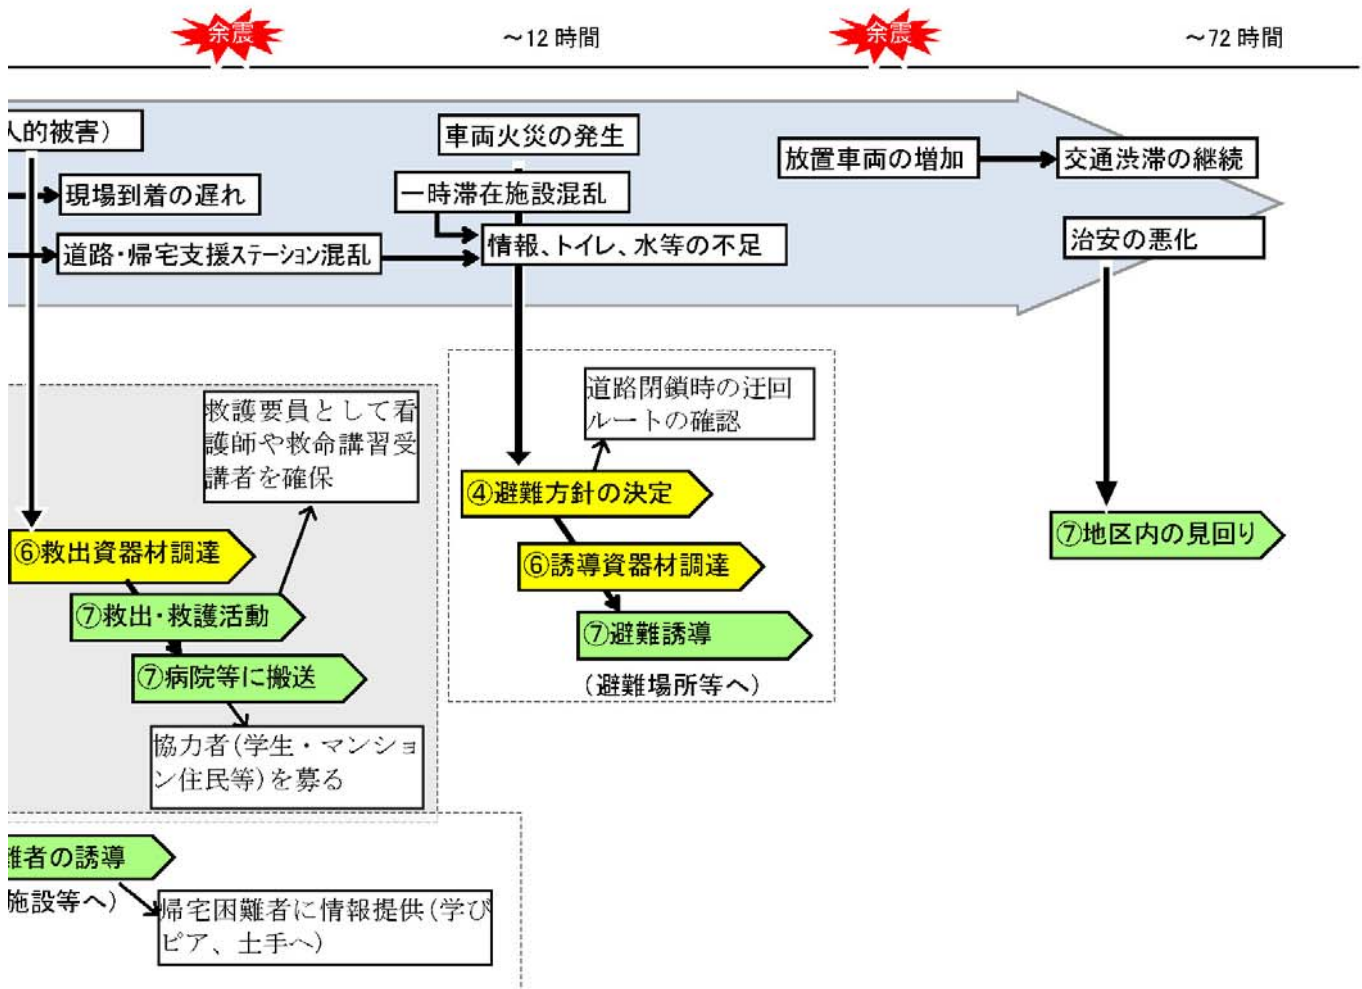 余震
～12 時間
余震
～72 時間
人的被害）
車両火災の発生
放置車両の増加
交通渋滞の継続
現場到着の遅れ
一時滞在施設混乱
道路・帰宅支援ステーション混乱
情報、トイレ、水等の不足
治安の悪化
救護要員として看
護師や救命講習受
講者を確保
道路閉鎖時の迂回
ルートの確認
④避難方針の決定
⑥救出資器材調達
⑥誘導資器材調達
⑦地区内の見回り
⑦救出・救護活動
⑦避難誘導
⑦病院等に搬送
（避難場所等へ）
協力者(学生・マンショ
ン住民等)を募る
難者の誘導
施設等へ）
帰宅困難者に情報提供(学び
ピア、土手へ)